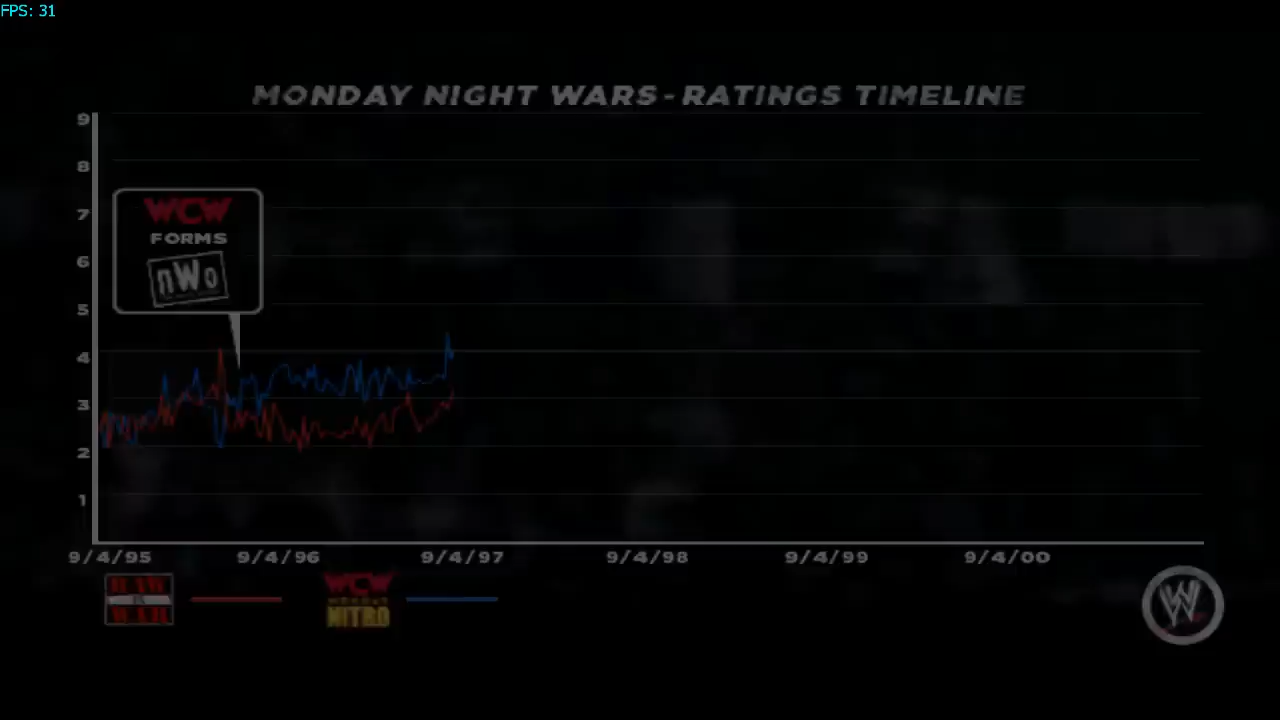 FPS: 31
MONDAY NIGHT WARS - RATINGS TIMELINE
9
8
7
6
5
4
3
2
1
WCW
FORMS
nWo
9/4/95 9/4/96 9/4/97 9/4/98 9/4/99 9/4/00
RAW
IS
WAR
WCW
MONDAY
NITRO
W